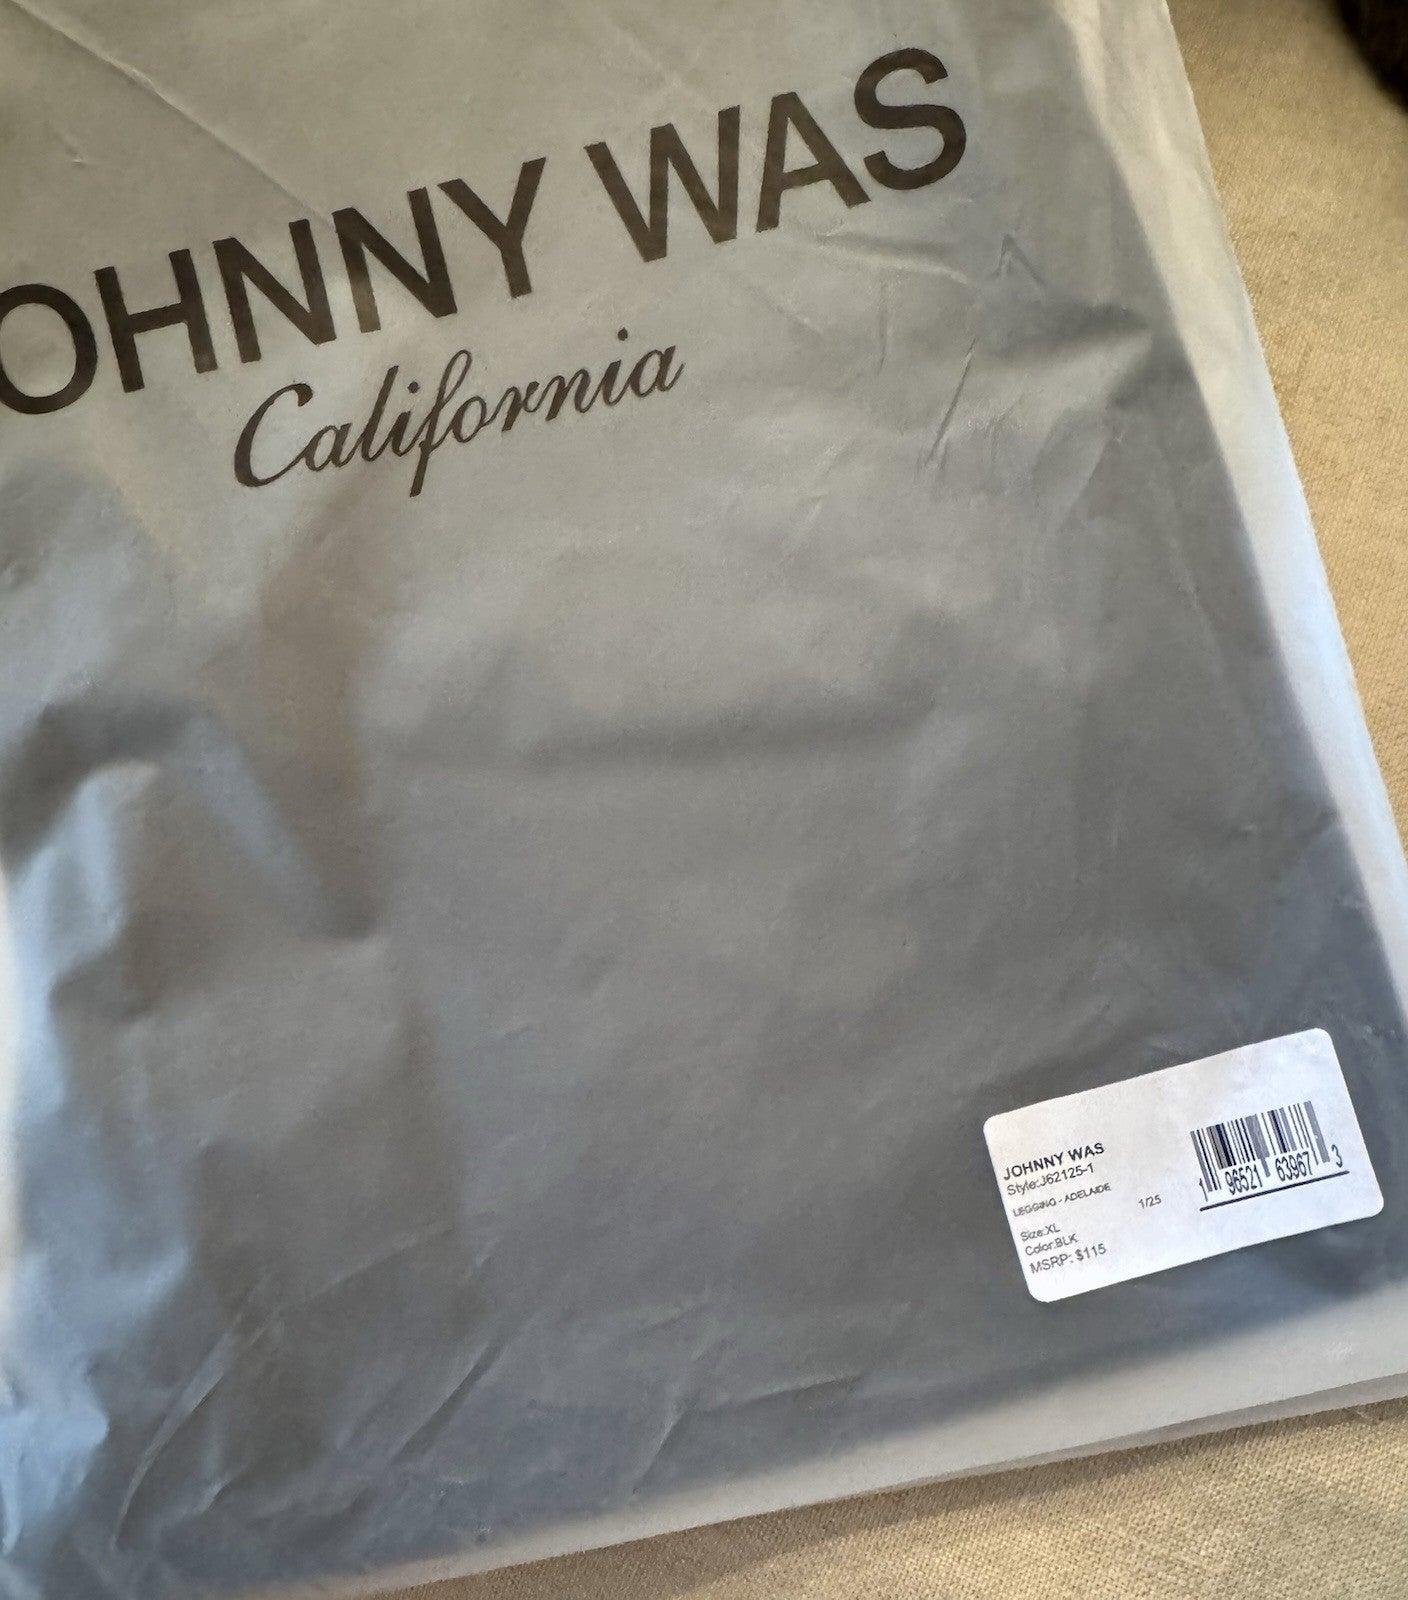 OHNNY WAS
California
JOHNNY WAS
Style:J62125-1
LEGGING - ADELAIDE 1/25
Size:XL
Color:BLK
MSRP: $115
1 96521 63967 3